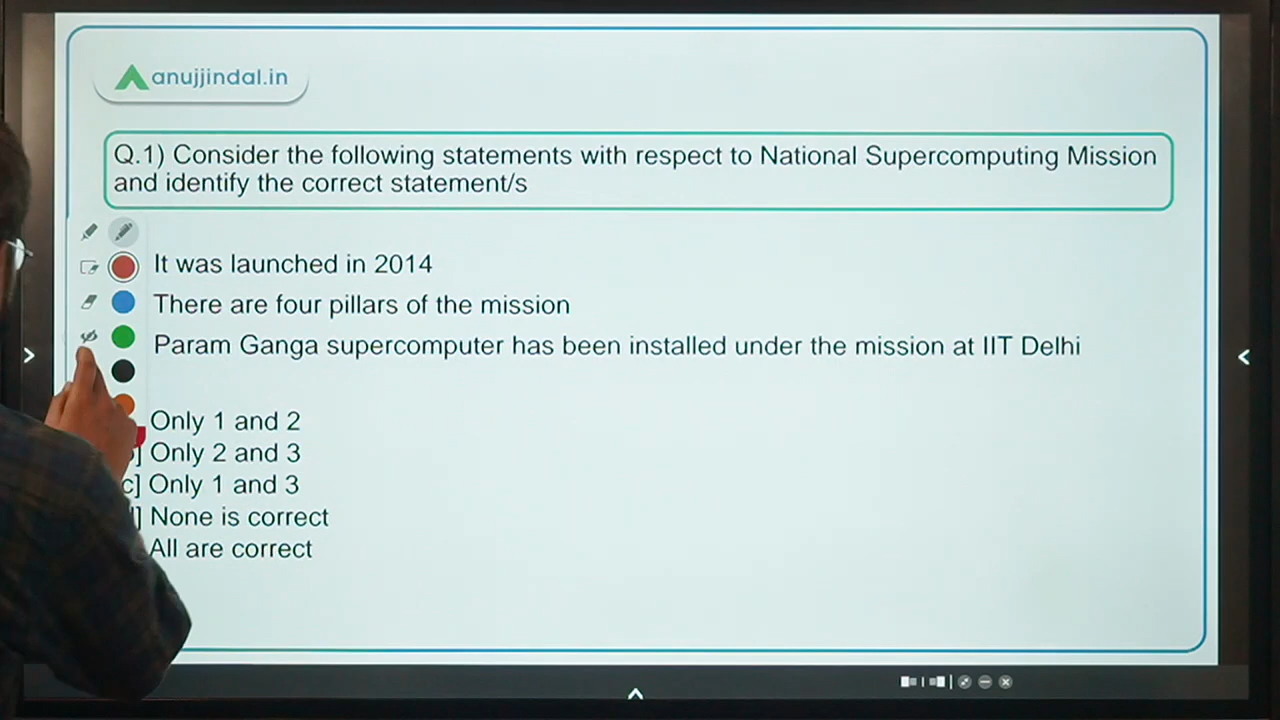 anujjindal.in
Q.1) Consider the following statements with respect to National Supercomputing Mission
and identify the correct statement/s
It was launched in 2014
There are four pillars of the mission
Param Ganga supercomputer has been installed under the mission at IIT Delhi
Only 1 and 2
] Only 2 and 3
c] Only 1 and 3
] None is correct
All are correct